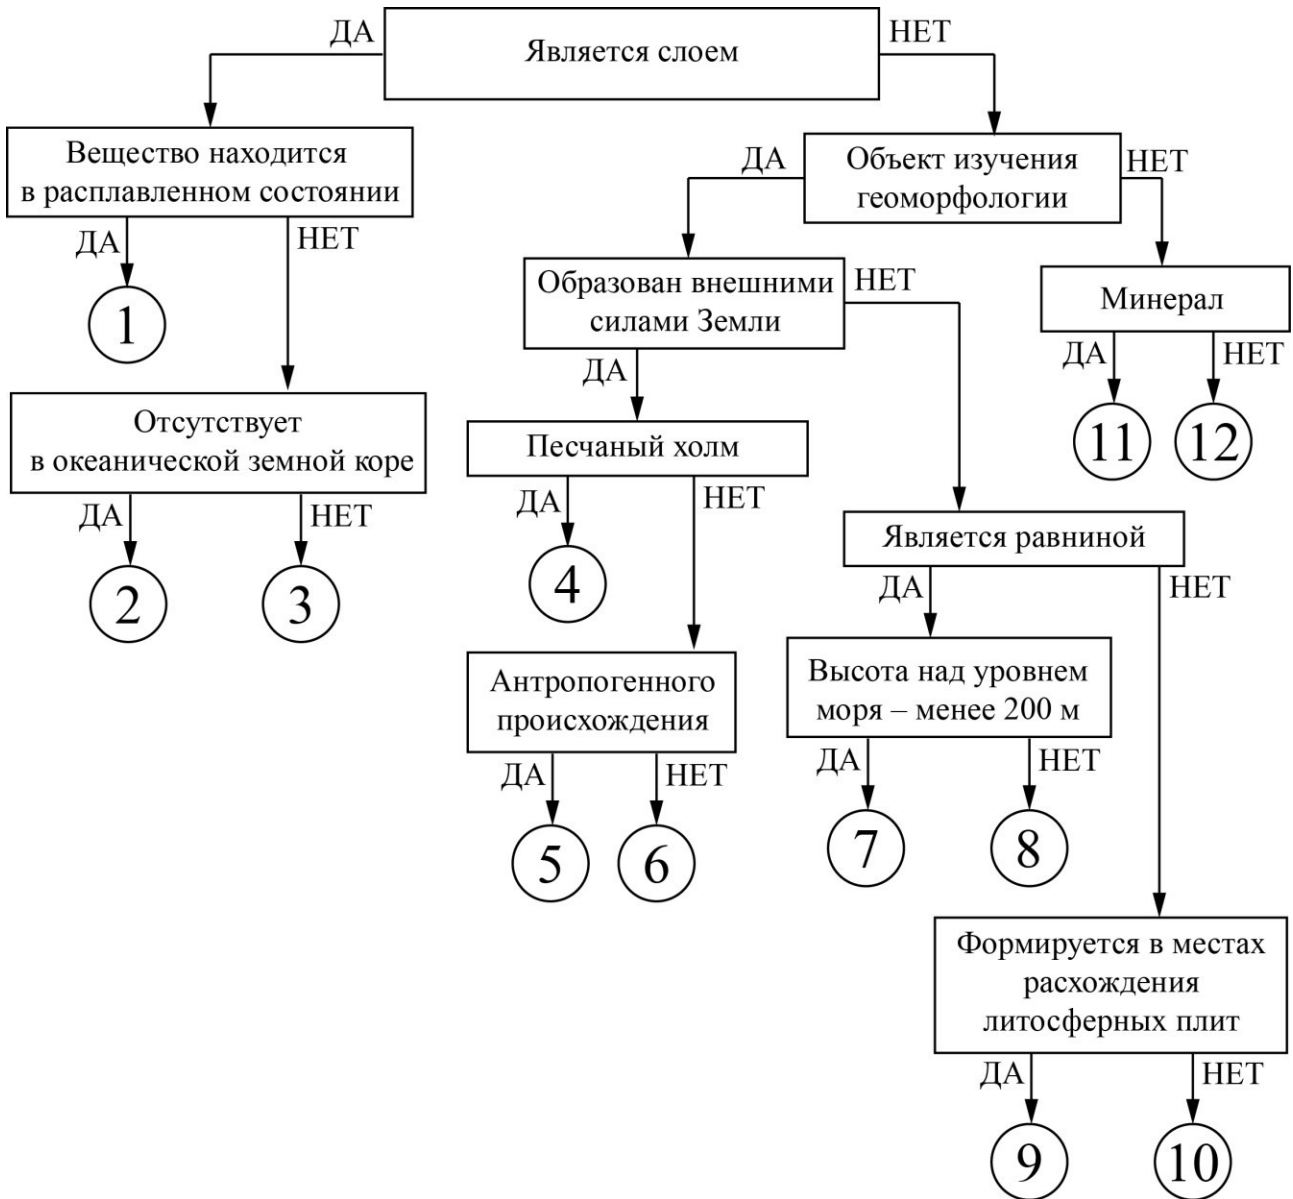 ДА
Является слоем
НЕТ
Вещество находится
в расплавленном состоянии
ДА
НЕТ
1
Отсутствует
в океанической земной коре
ДА
НЕТ
2
3
ДА
Объект изучения
геоморфологии
НЕТ
Образован внешними
силами Земли
НЕТ
ДА
Песчаный холм
ДА
НЕТ
4
Антропогенного
происхождения
ДА
НЕТ
5
6
Является равниной
ДА
НЕТ
Высота над уровнем
моря – менее 200 м
ДА
НЕТ
7
8
Формируется в местах
расхождения
литосферных плит
ДА
НЕТ
9
10
Минерал
ДА
НЕТ
11
12